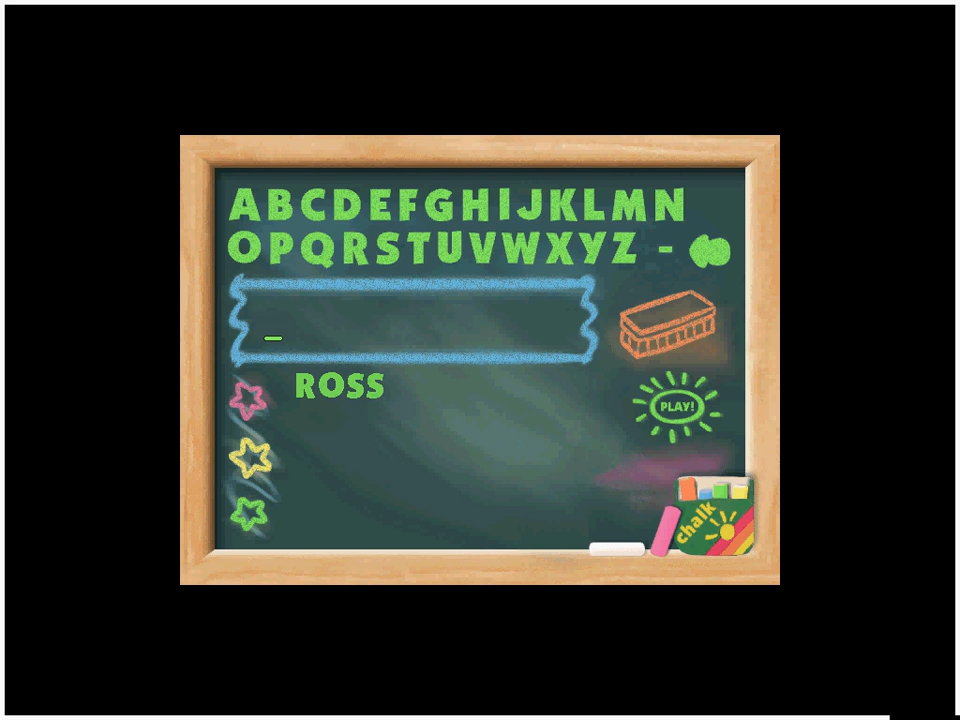 ABCDEFGHIJKLMN
OPQRSTUVWXYZ -
_
ROSS
PLAY!
chalk